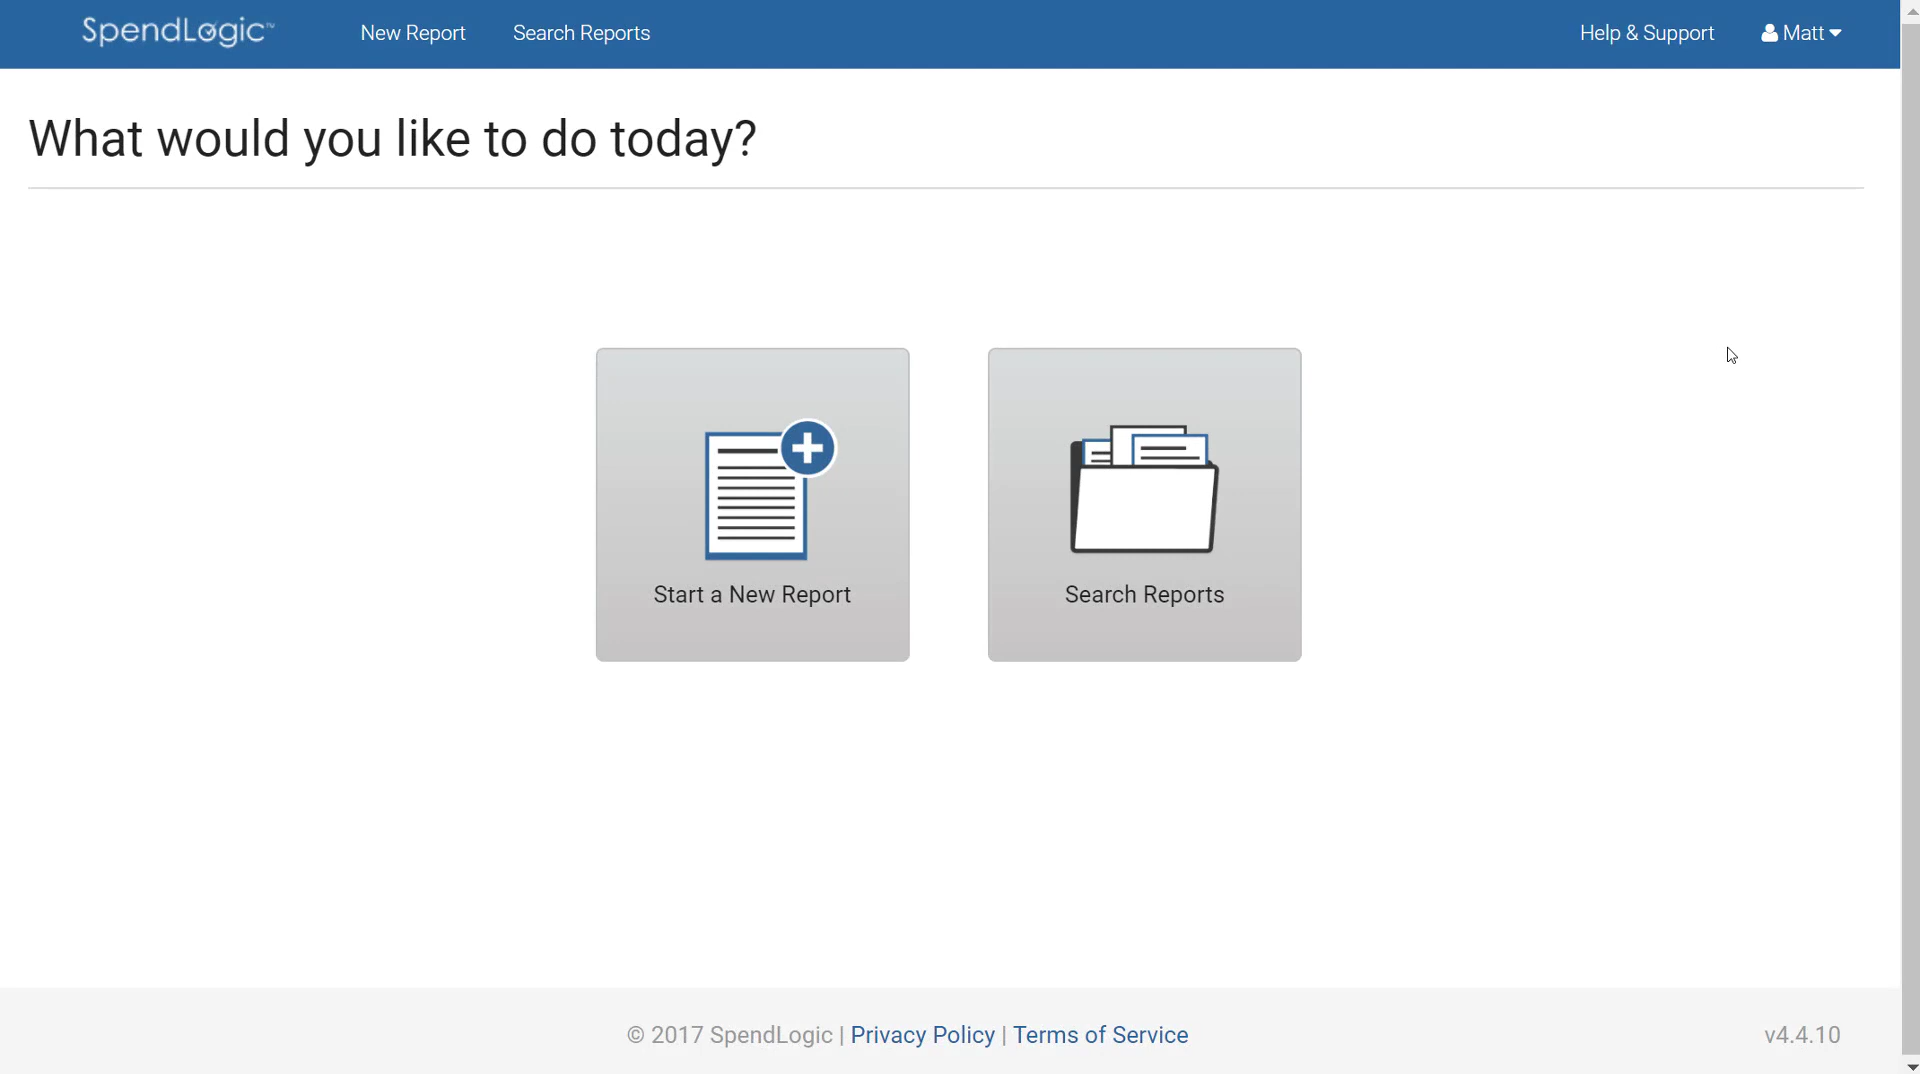 SpendLogic™ New Report Search Reports Help & Support Matt
What would you like to do today?
Start a New Report
Search Reports
© 2017 SpendLogic | Privacy Policy | Terms of Service v4.4.10